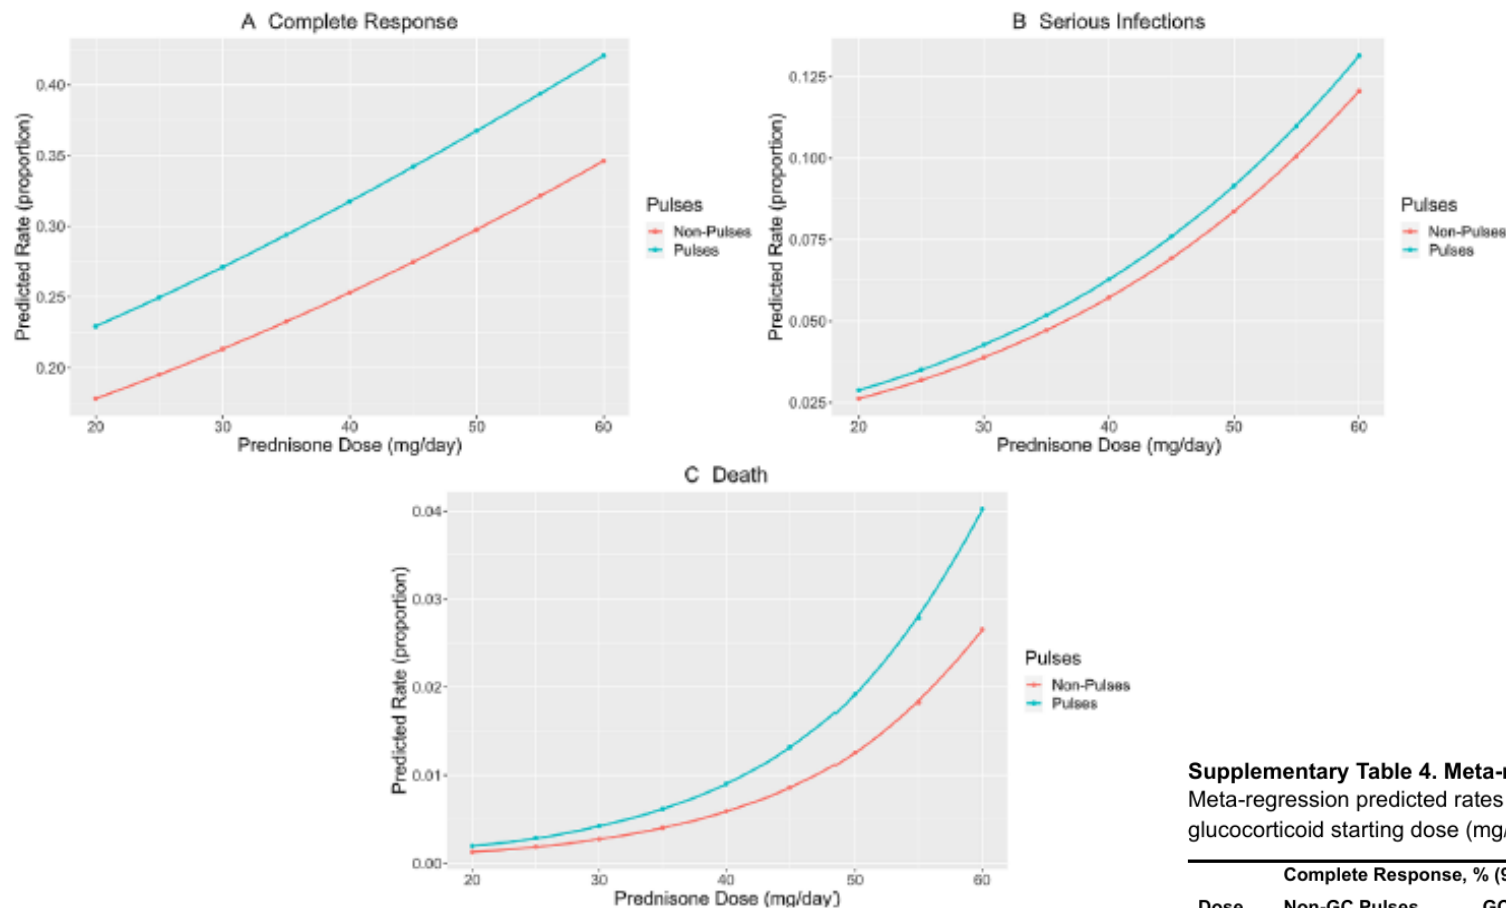 A Complete Response
0.40
0.35
0.30
0.25
0.20
Predicted Rate (proportion)
20 30 40 50 60
Prednisone Dose (mg/day)
Pulses
Non-Pulses
Pulses
B Serious Infections
0.125
0.100
0.075
0.050
0.025
Predicted Rate (proportion)
20 30 40 50 60
Prednisone Dose (mg/day)
Pulses
Non-Pulses
Pulses
C Death
0.04
0.03
0.02
0.01
0.00
Predicted Rate (proportion)
20 30 40 50 60
Prednisone Dose (mg/day)
Pulses
Non-Pulses
Pulses
Supplementary Table 4. Meta-r
Meta-regression predicted rates
glucocorticoid starting dose (mg/
Complete Response, % (9
Dose Non-GC Pulses GC